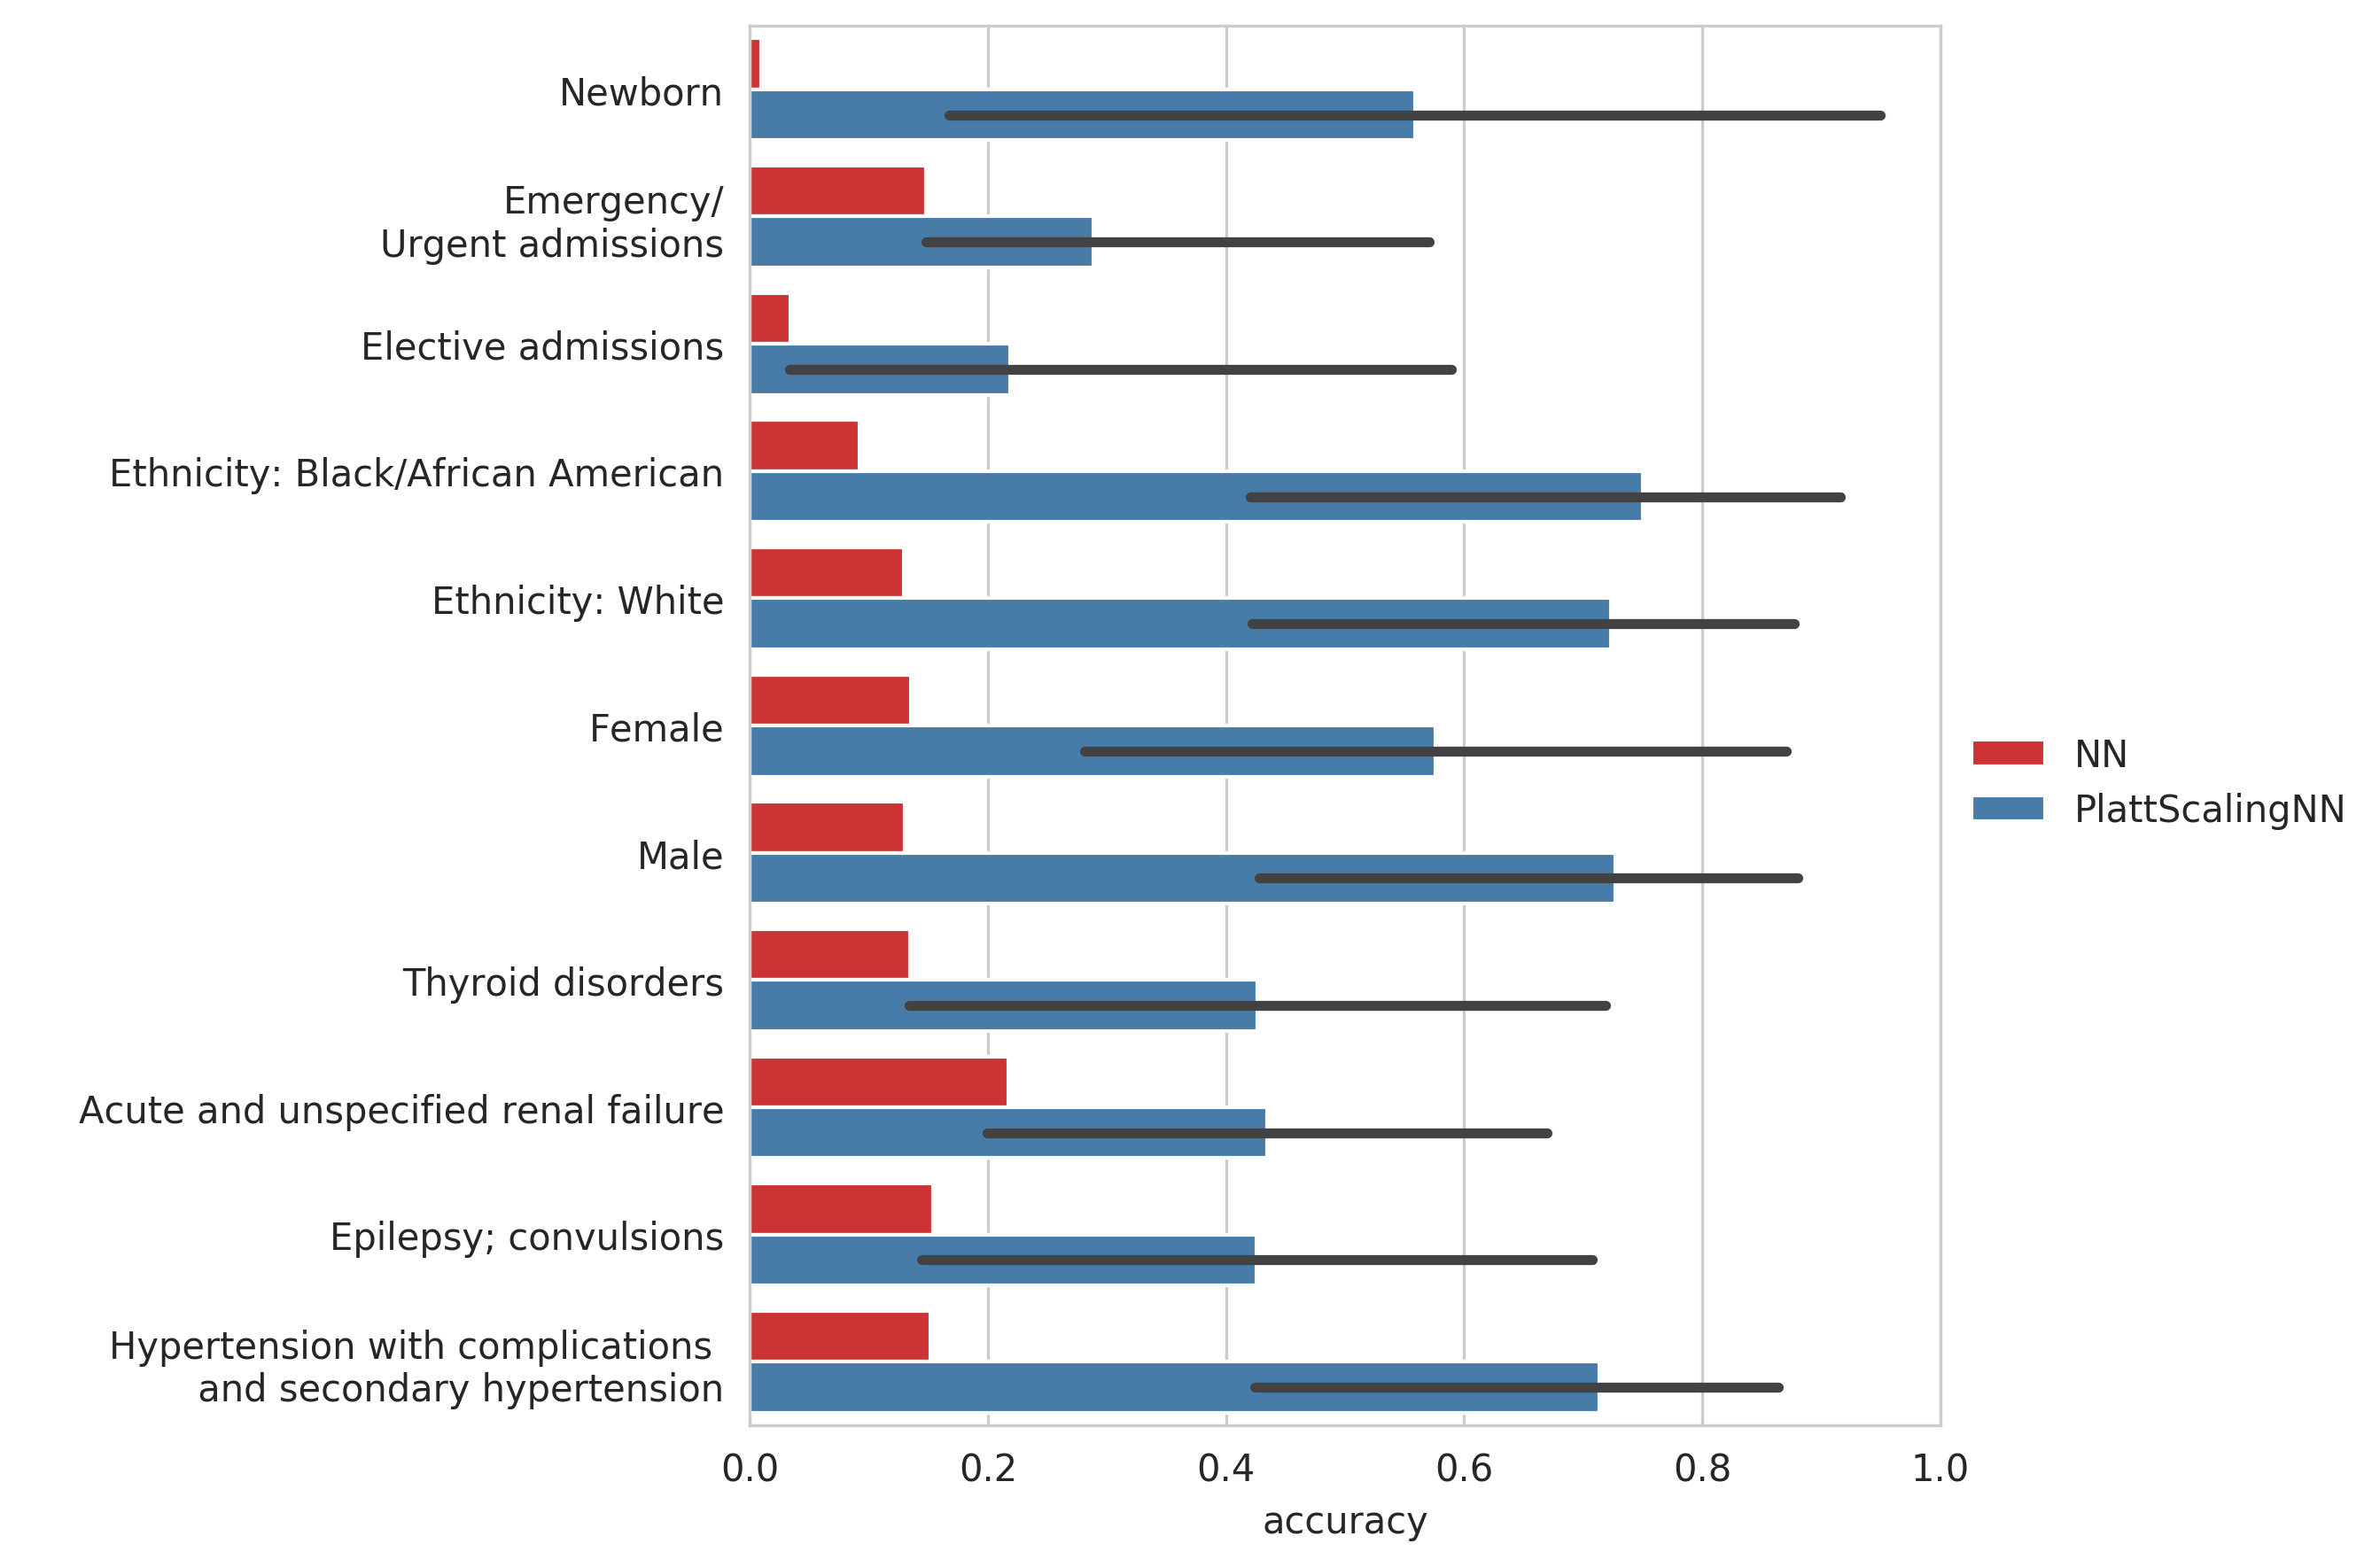 Newborn
Emergency/
Urgent admissions
Elective admissions
Ethnicity: Black/African American
Ethnicity: White
Female
Male
Thyroid disorders
Acute and unspecified renal failure
Epilepsy; convulsions
Hypertension with complications
and secondary hypertension
0.0 0.2 0.4 0.6 0.8 1.0
accuracy
NN
PlattScalingNN